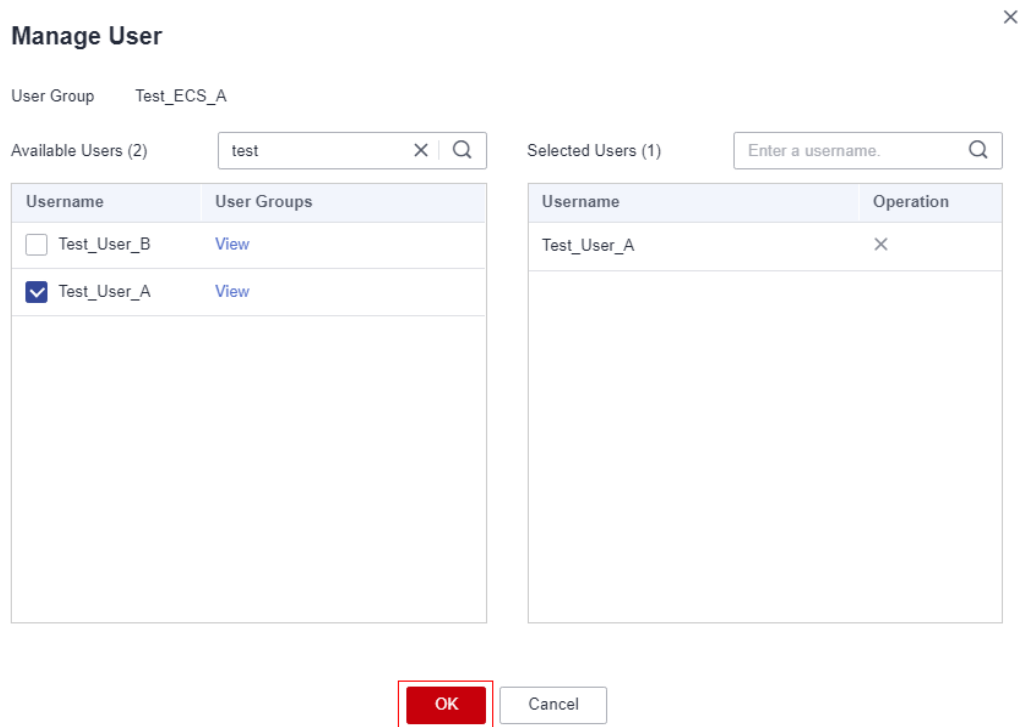 Manage User
User Group Test_ECS_A
Available Users (2) test
Username User Groups
Test_User_B View
Test_User_A View
Selected Users (1) Enter a username.
Username Operation
Test_User_A
OK Cancel